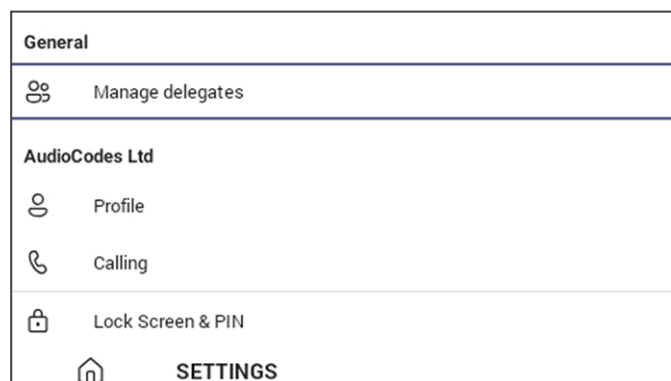 General
Manage delegates
AudioCodes Ltd
Profile
Calling
Lock Screen & PIN
SETTINGS